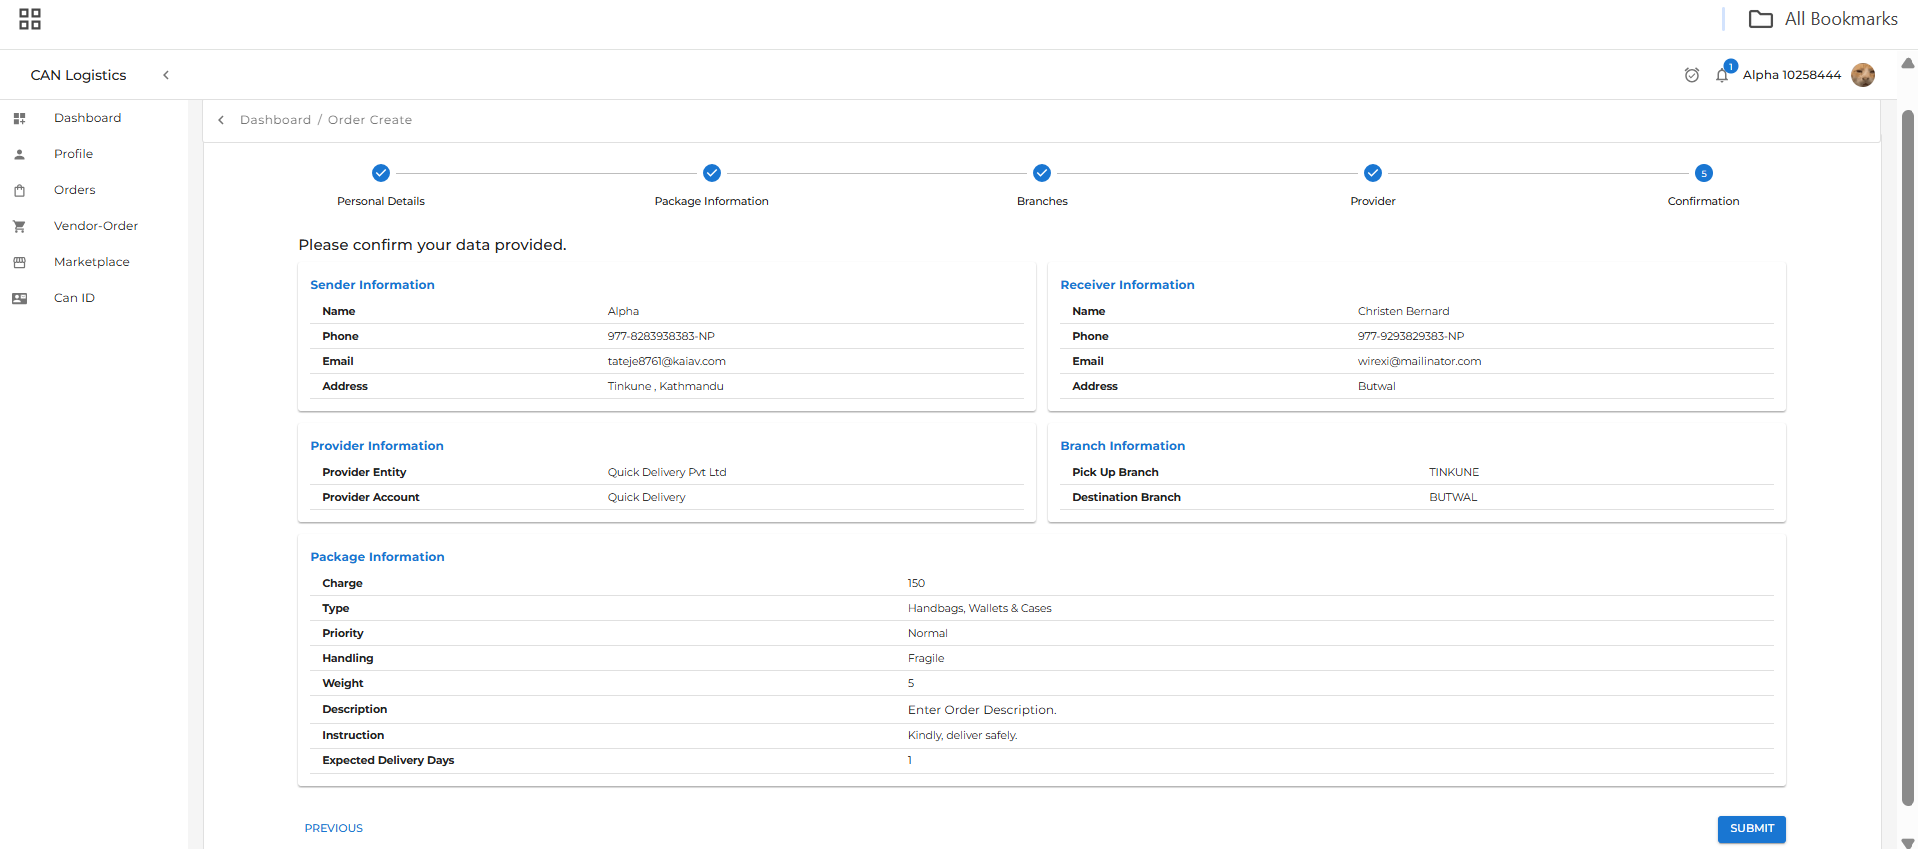 All Bookmarks
CAN Logistics
1
Alpha 10258444
Dashboard
Profile
Orders
Vendor-Order
Marketplace
Can ID
Dashboard / Order Create
5
Personal Details Package Information Branches Provider Confirmation
Please confirm your data provided.
Sender Information
Name Alpha
Phone 977-8283938383-NP
Email tateje8761@kaiav.com
Address Tinkune , Kathmandu
Receiver Information
Name Christen Bernard
Phone 977-9293829383-NP
Email wirexi@mailinator.com
Address Butwal
Provider Information
Provider Entity Quick Delivery Pvt Ltd
Provider Account Quick Delivery
Branch Information
Pick Up Branch TINKUNE
Destination Branch BUTWAL
Package Information
Charge 150
Type Handbags, Wallets & Cases
Priority Normal
Handling Fragile
Weight 5
Description Enter Order Description.
Instruction Kindly, deliver safely.
Expected Delivery Days 1
PREVIOUS
SUBMIT